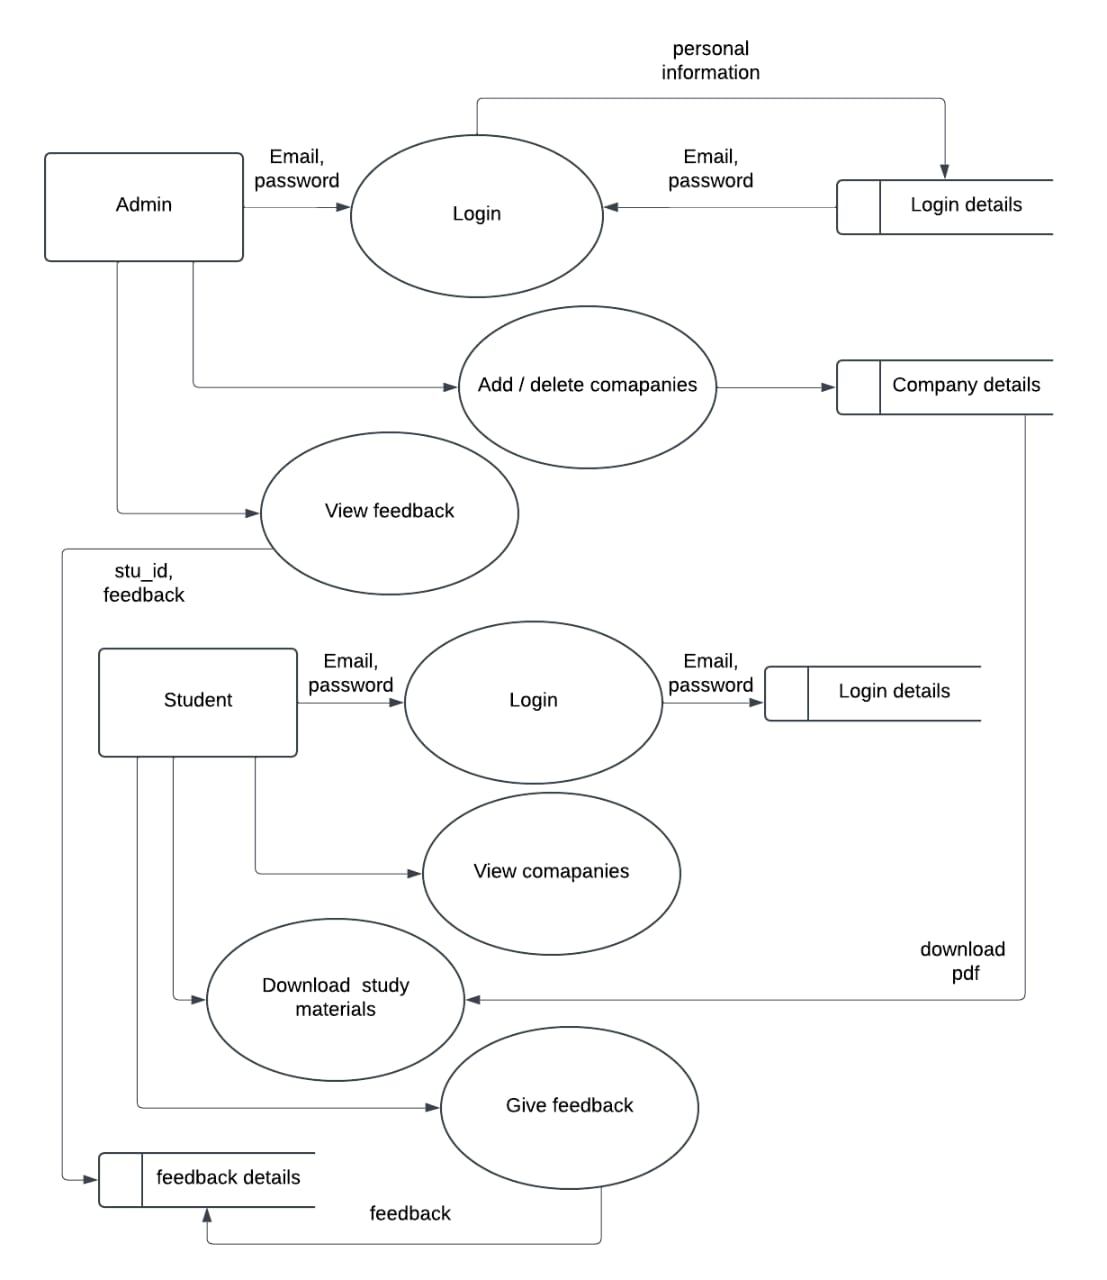 personal
information
Email,
password
Email,
password
Admin
Login
Login details
Add / delete comapanies
Company details
View feedback
stu_id,
feedback
Email,
password
Email,
password
Student
Login
Login details
View comapanies
download
pdf
Download  study
materials
Give feedback
feedback details
feedback